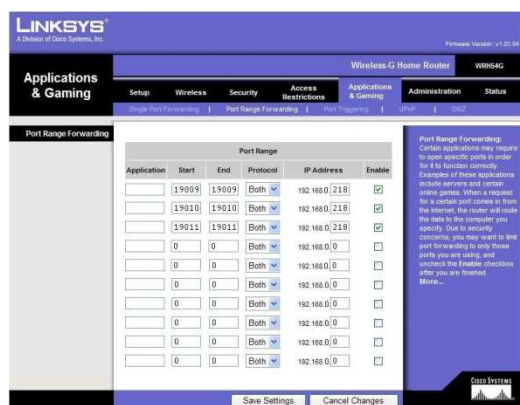 LINKSYS®
A Division of Cisco Systems, Inc.
Firmware Version: v1.01.04
Wireless-G Home Router WRH54G
Applications & Gaming
Setup Wireless Security Access Restrictions Applications & Gaming Administration Status
Single Port Forwarding | Port Range Forwarding | Port Triggering | UPnP | DMZ
Port Range Forwarding
Port Range
Application Start End Protocol IP Address Enable
19009 19009 Both 192.168.0.218
19010 19010 Both 192.168.0.218
19011 19011 Both 192.168.0.218
0 0 Both 192.168.0.0
0 0 Both 192.168.0.0
0 0 Both 192.168.0.0
0 0 Both 192.168.0.0
0 0 Both 192.168.0.0
0 0 Both 192.168.0.0
0 0 Both 192.168.0.0
Port Range Forwarding:
Certain applications may require
to open specific ports in order
for it to function correctly.
Examples of these applications
include servers and certain
online games. When a request
for a certain port comes in from
the Internet, the router will route
the data to the computer you
specify. Due to security
concerns, you may want to limit
port forwarding to only those
ports you are using, and
uncheck the Enable checkbox
after you are finished.
More...
Save Settings Cancel Changes
CISCO SYSTEMS